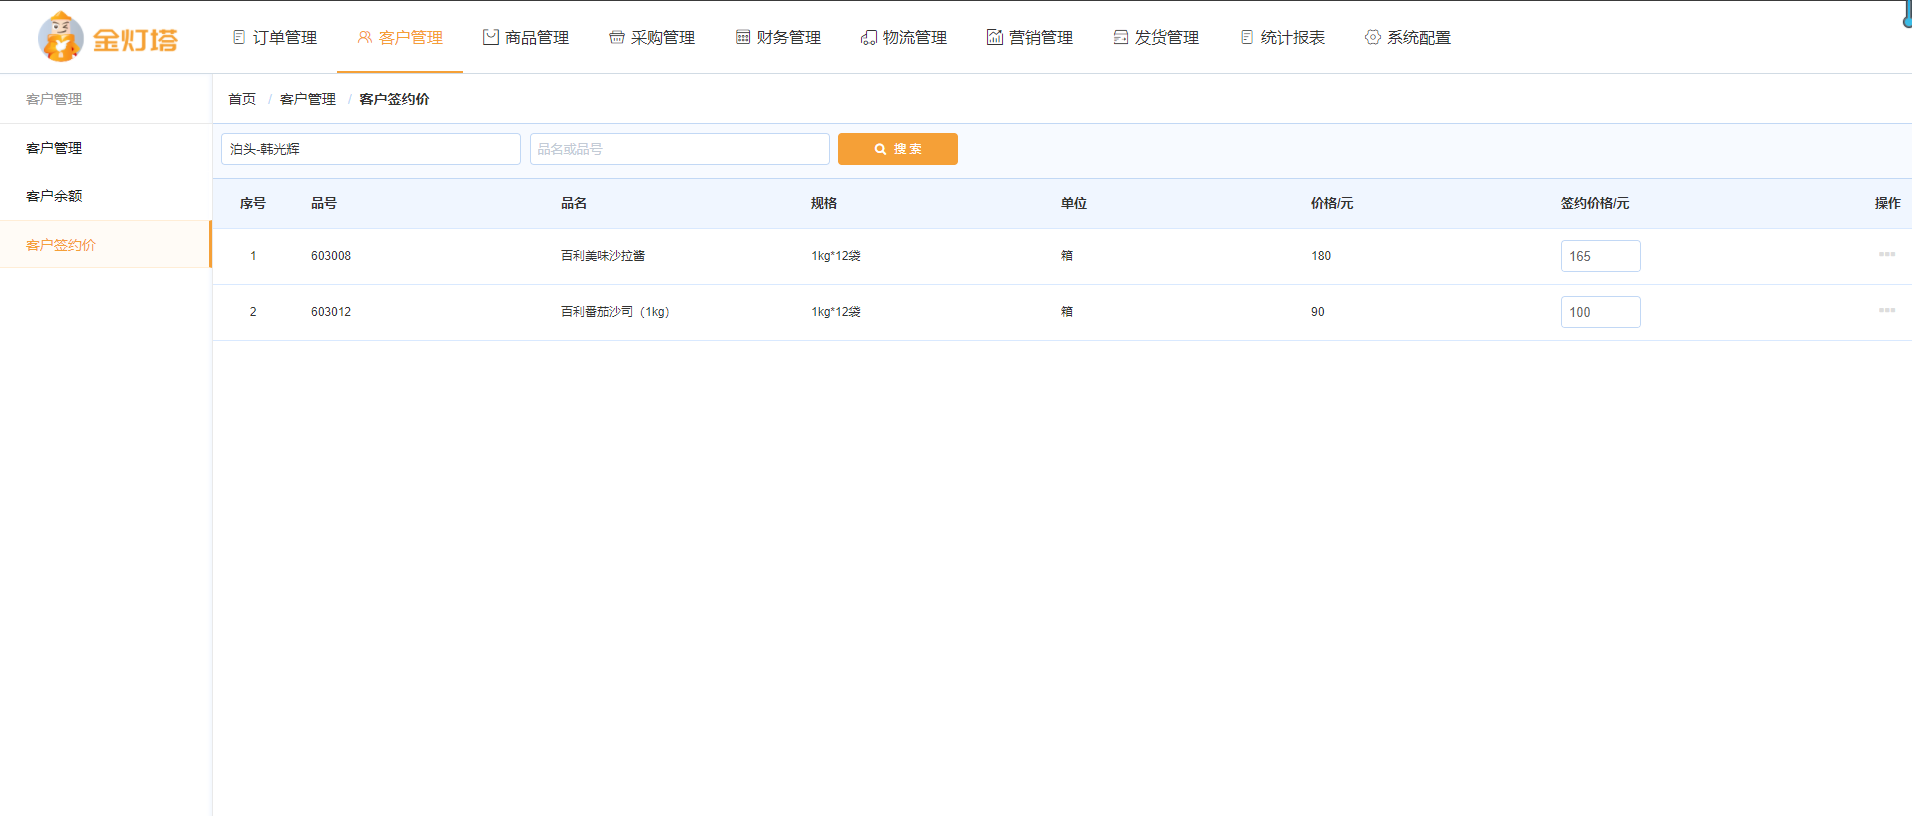 金灯塔 订单管理 客户管理 商品管理 采购管理 财务管理 物流管理 营销管理 发货管理 统计报表 系统配置
客户管理
首页 / 客户管理 / 客户签约价
客户管理
客户余额
客户签约价
泊头-韩光辉 品名或品号 搜 索
序号 品号 品名 规格 单位 价格/元 签约价格/元 操作
1 603008 百利美味沙拉酱 1kg*12袋 箱 180 165
2 603012 百利番茄沙司（1kg） 1kg*12袋 箱 90 100